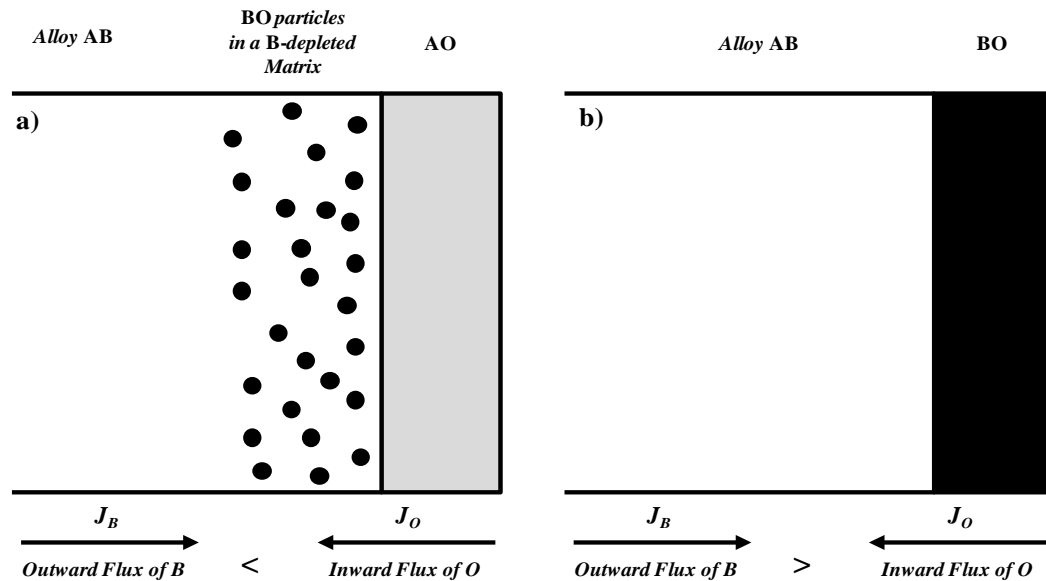 Alloy AB
BO particles
in a B-depleted
Matrix
AO
a)
J_B
J_O
Outward Flux of B
<
Inward Flux of O
Alloy AB
BO
b)
J_B
J_O
Outward Flux of B
>
Inward Flux of O